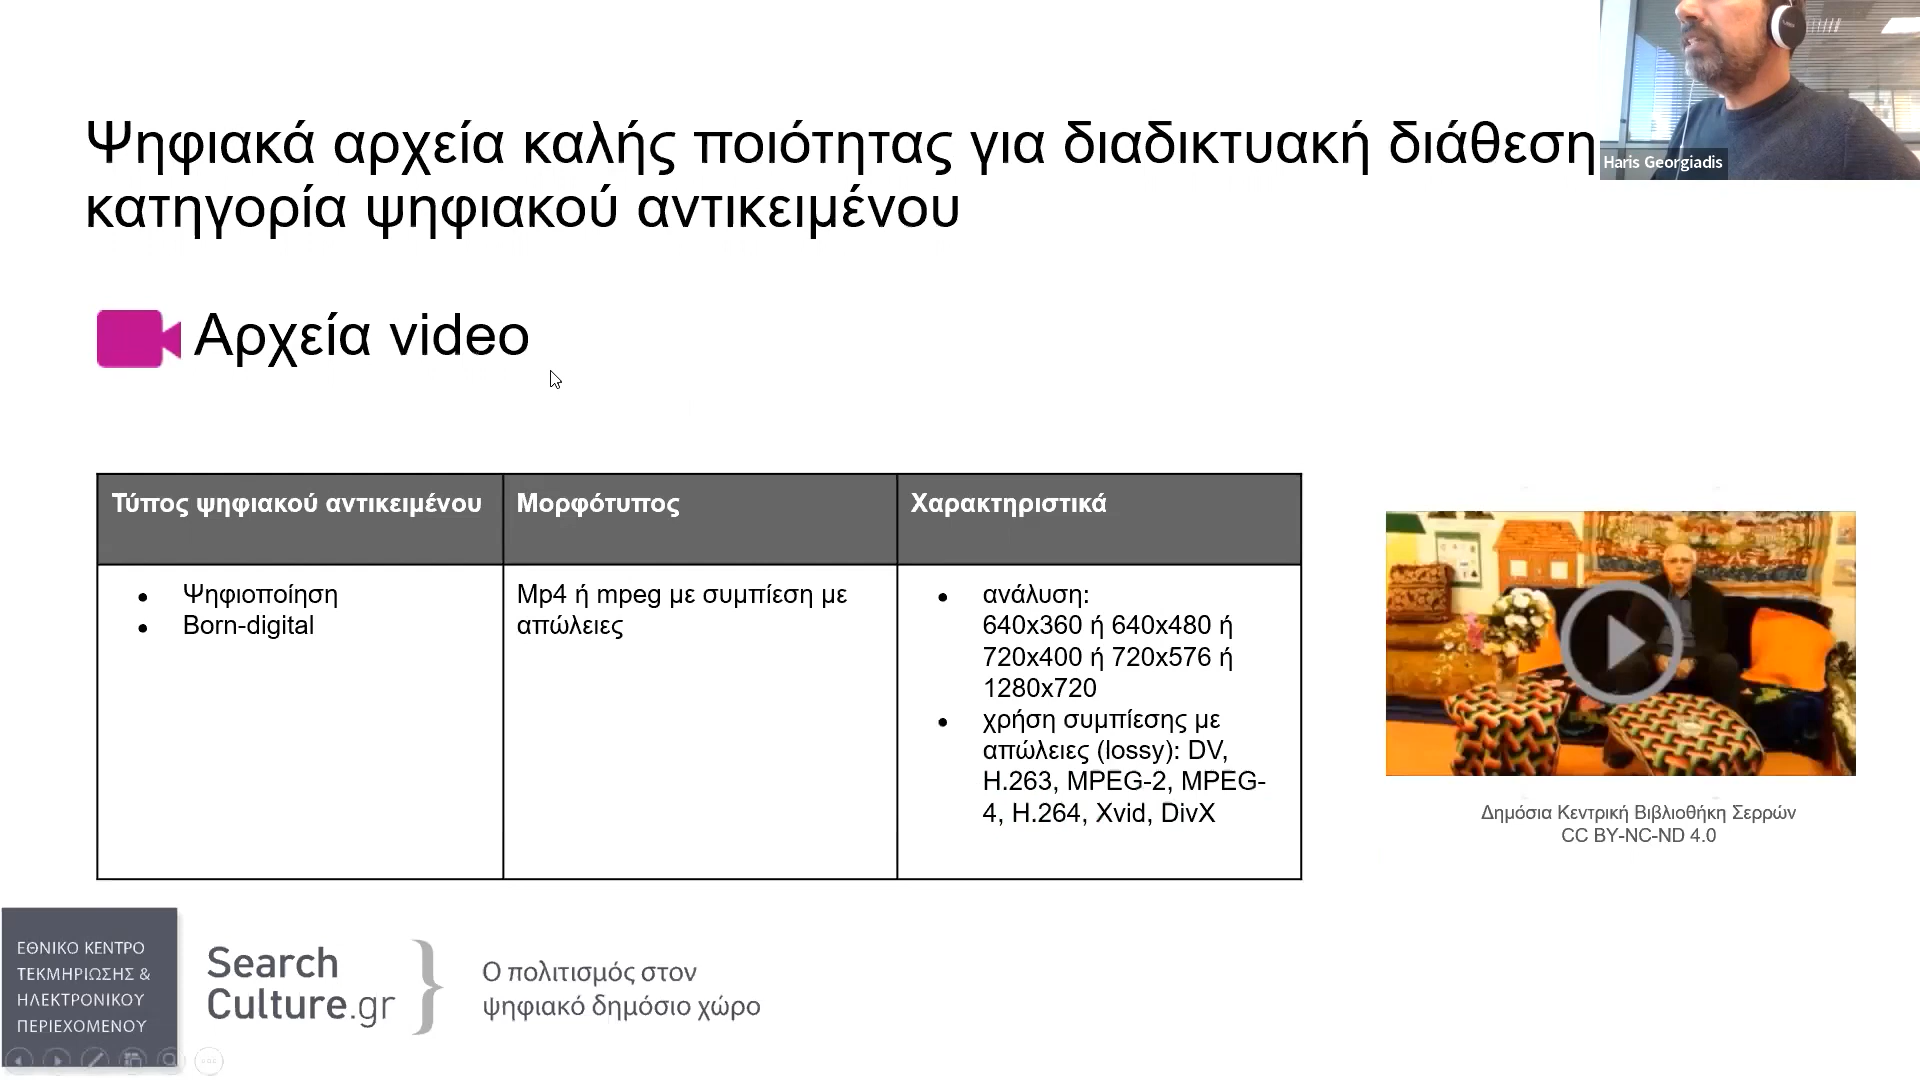 Ψηφιακά αρχεία καλής ποιότητας για διαδικτυακή διάθεση
κατηγορία ψηφιακού αντικειμένου
Haris Georgiadis
Αρχεία video
Τύπος ψηφιακού αντικειμένου
Μορφότυπος
Χαρακτηριστικά
• Ψηφιοποίηση
• Born-digital
Mp4 ή mpeg με συμπίεση με
απώλειες
• ανάλυση:
640x360 ή 640x480 ή
720x400 ή 720x576 ή
1280x720
• χρήση συμπίεσης με
απώλειες (lossy): DV,
H.263, MPEG-2, MPEG-
4, H.264, Xvid, DivX
Δημόσια Κεντρική Βιβλιοθήκη Σερρών
CC BY-NC-ND 4.0
ΕΘΝΙΚΟ ΚΕΝΤΡΟ
ΤΕΚΜΗΡΙΩΣΗΣ &
ΗΛΕΚΤΡΟΝΙΚΟΥ
ΠΕΡΙΕΧΟΜΕΝΟΥ
Search
Culture.gr
Ο πολιτισμός στον
ψηφιακό δημόσιο χώρο